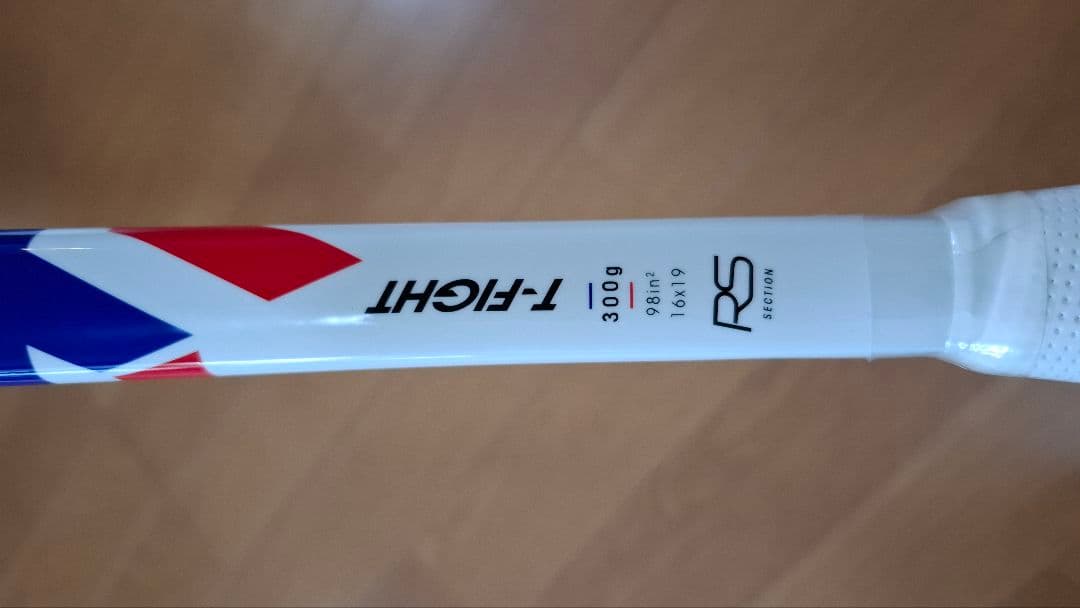 T-FIGHT
300g
98in²
16x19
RS
SECTION